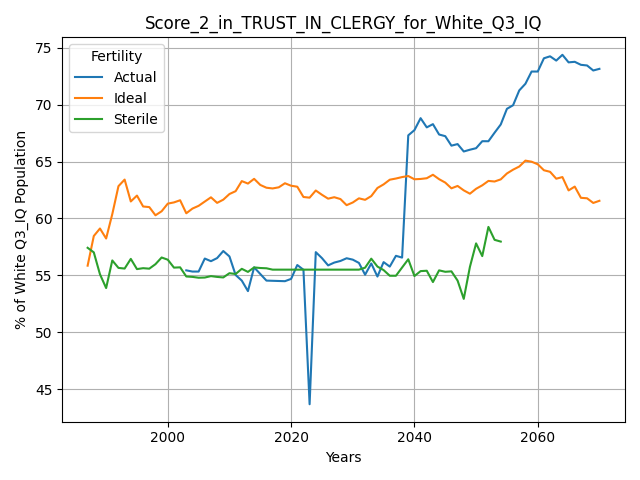 Score_2_in_TRUST_IN_CLERGY_for_White_Q3_IQ
Fertility
Actual
Ideal
Sterile
% of White Q3_IQ Population
75
70
65
60
55
50
45
2000
2020
2040
2060
Years